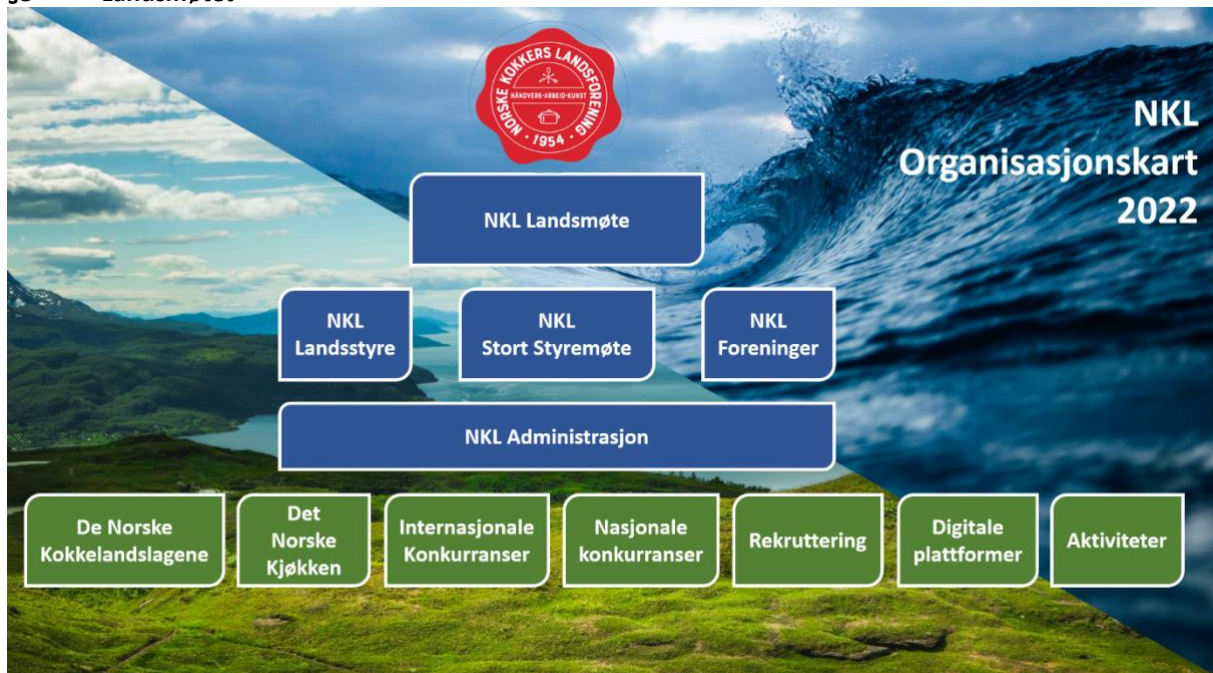 Landsmøtet
NORSKE KOKKERS LANDSFORENING
HÅNDVERK-ARBEID-KUNST
· 1954 ·
NKL
Organisasjonskart
2022
NKL Landsmøte
NKL
Landsstyre
NKL
Stort Styremøte
NKL
Foreninger
NKL Administrasjon
De Norske
Kokkelandslagene
Det
Norske
Kjøkken
Internasjonale
Konkurranser
Nasjonale
konkurranser
Rekruttering
Digitale
plattformer
Aktiviteter